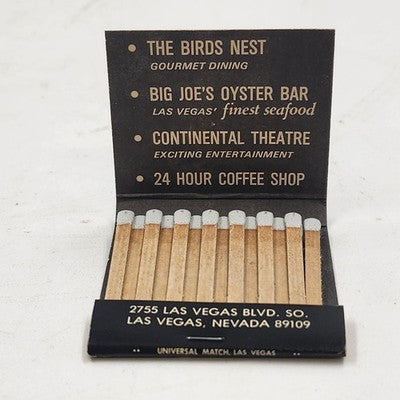 • THE BIRDS NEST
GOURMET DINING
• BIG JOE'S OYSTER BAR
LAS VEGAS' finest seafood
• CONTINENTAL THEATRE
EXCITING ENTERTAINMENT
• 24 HOUR COFFEE SHOP
2755 LAS VEGAS BLVD. SO.
LAS VEGAS, NEVADA 89109
UNIVERSAL MATCH, LAS VEGAS